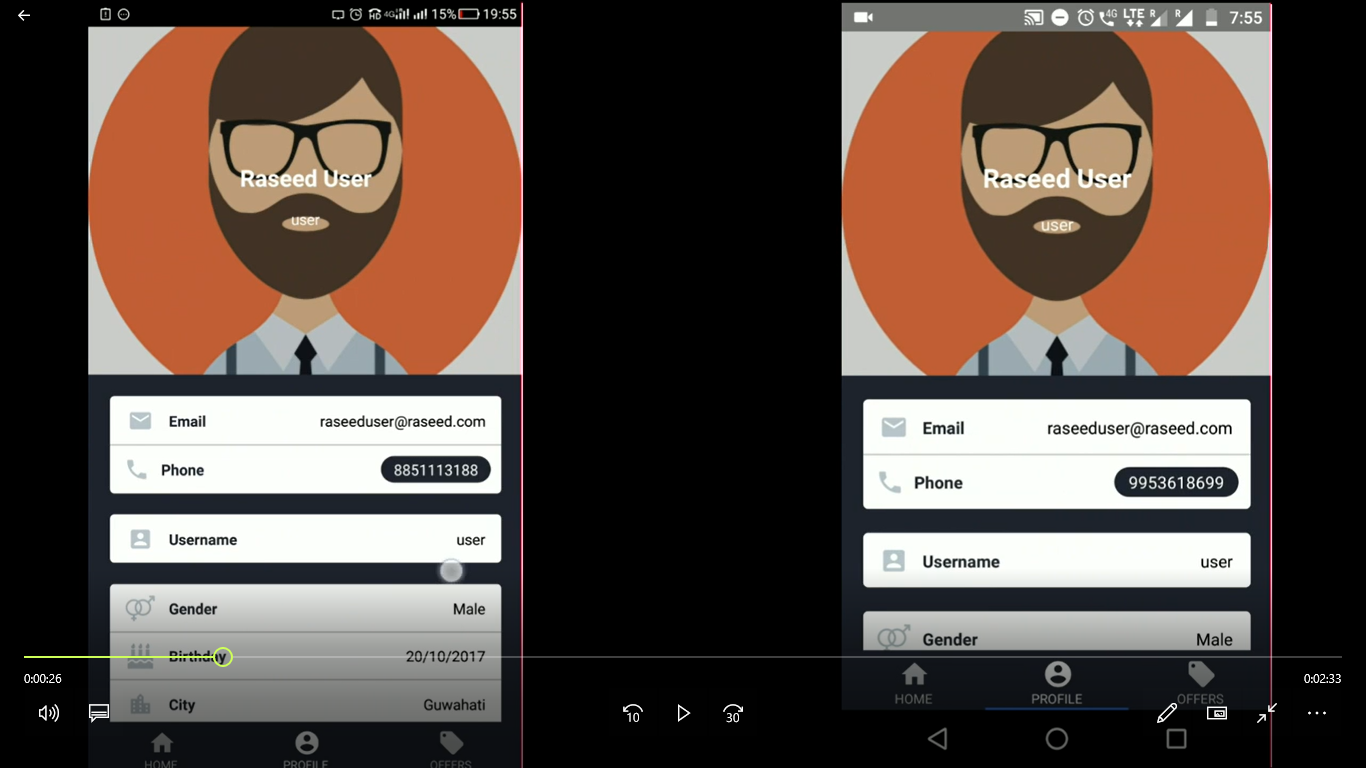 15% 19:55
Raseed User
user
Email raseeduser@raseed.com
Phone 8851113188
Username user
Gender Male
Birthday 20/10/2017
City Guwahati
HOME PROFILE OFFERS
4G LTE R R 7:55
Raseed User
user
Email raseeduser@raseed.com
Phone 9953618699
Username user
Gender Male
HOME PROFILE OFFERS
0:00:26 0:02:33
10 30